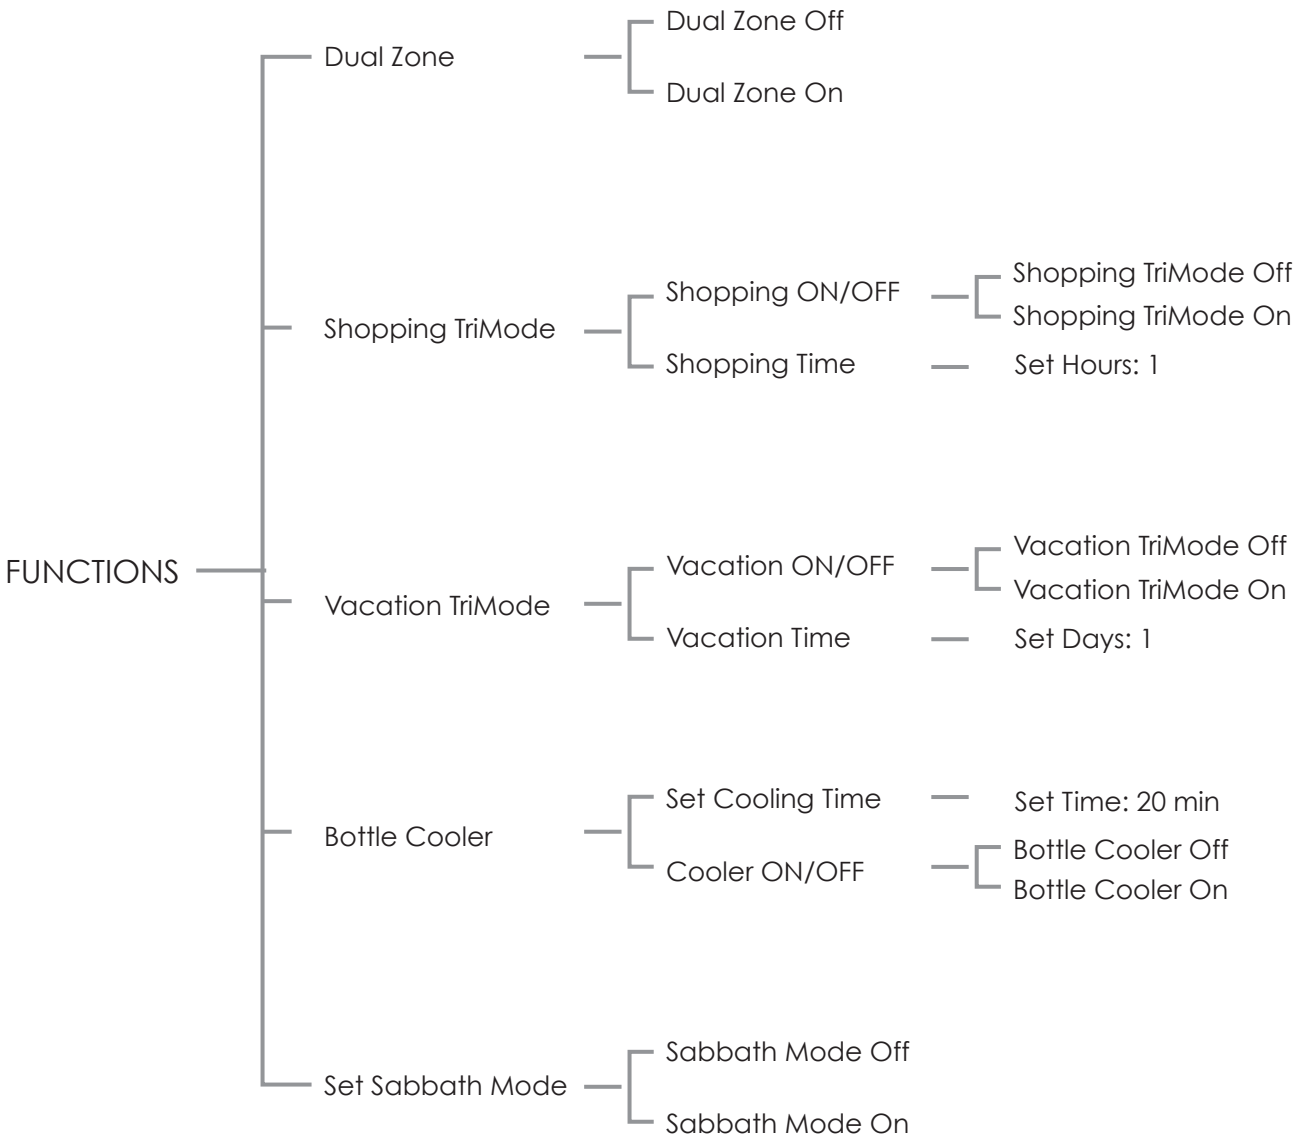 FUNCTIONS
Dual Zone
Dual Zone Off
Dual Zone On
Shopping TriMode
Shopping ON/OFF
Shopping TriMode Off
Shopping TriMode On
Shopping Time
Set Hours: 1
Vacation TriMode
Vacation ON/OFF
Vacation TriMode Off
Vacation TriMode On
Vacation Time
Set Days: 1
Bottle Cooler
Set Cooling Time
Set Time: 20 min
Cooler ON/OFF
Bottle Cooler Off
Bottle Cooler On
Set Sabbath Mode
Sabbath Mode Off
Sabbath Mode On